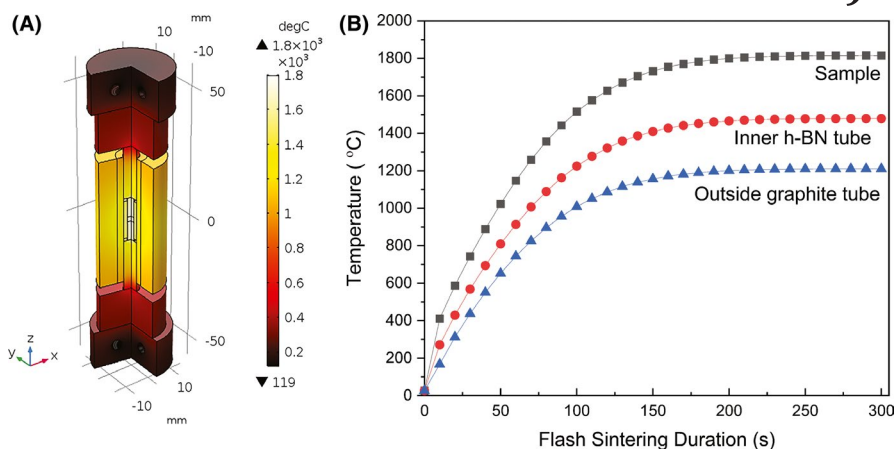 (A)
mm
10
-10
50
0
-50
10
-10
mm
z
y
x
degC
▲ 1.8×10³
×10³
1.8
1.6
1.4
1.2
1
0.8
0.6
0.4
0.2
▼ 119
(B)
Temperature ( °C)
2000
1800
1600
1400
1200
1000
800
600
400
200
0
Sample
Inner h-BN tube
Outside graphite tube
0 50 100 150 200 250 300
Flash Sintering Duration (s)